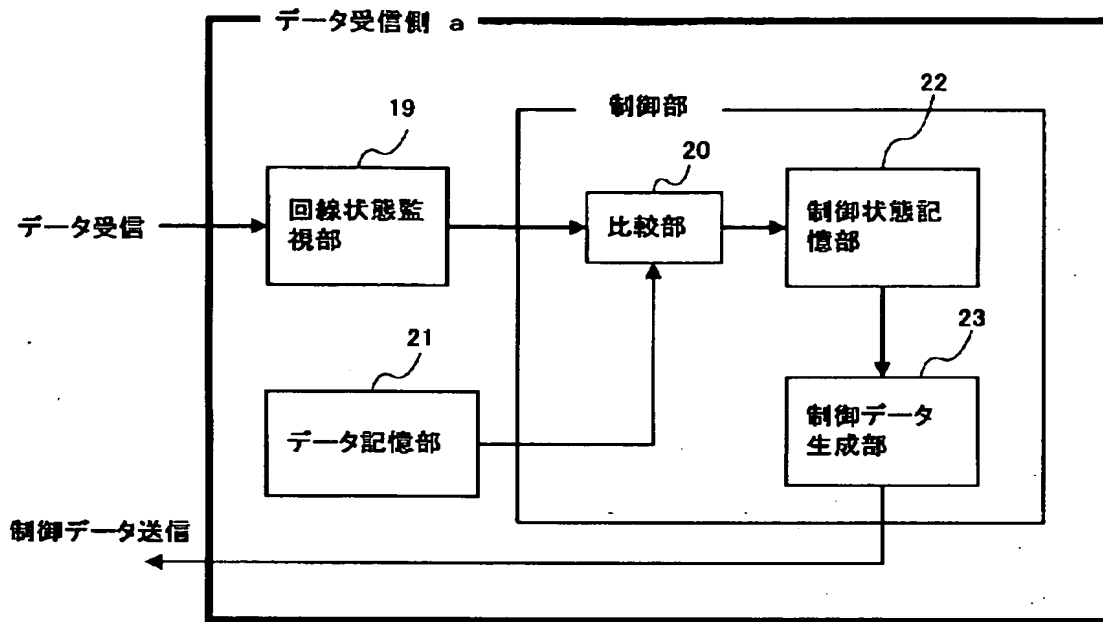 データ受信側 a
制御部
19
20
22
データ受信
回線状態監
視部
比較部
制御状態記
憶部
21
23
データ記憶部
制御データ
生成部
制御データ送信